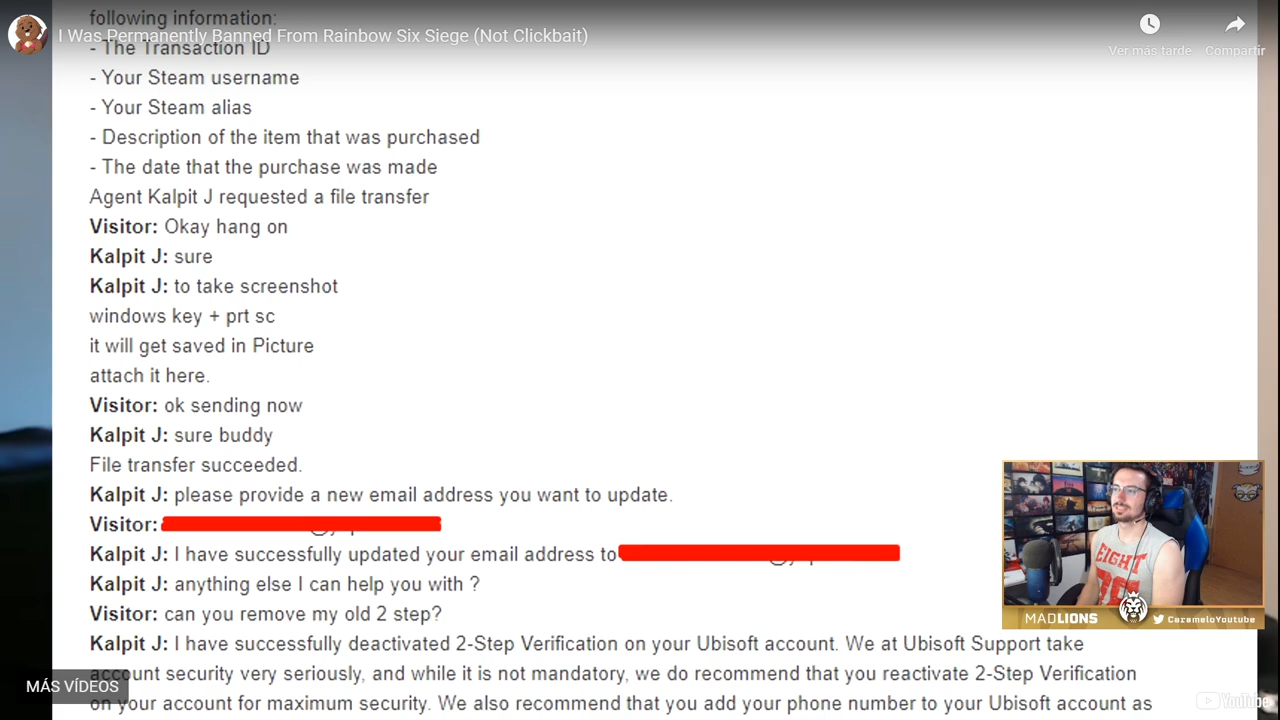 following information:
I Was Permanently Banned From Rainbow Six Siege (Not Clickbait)
Ver más tarde
Compartir
- The Transaction ID
- Your Steam username
- Your Steam alias
- Description of the item that was purchased
- The date that the purchase was made
Agent Kalpit J requested a file transfer
Visitor: Okay hang on
Kalpit J: sure
Kalpit J: to take screenshot
windows key + prt sc
it will get saved in Picture
attach it here.
Visitor: ok sending now
Kalpit J: sure buddy
File transfer succeeded.
Kalpit J: please provide a new email address you want to update.
Visitor:
Kalpit J: I have successfully updated your email address to
Kalpit J: anything else I can help you with ?
Visitor: can you remove my old 2 step?
Kalpit J: I have successfully deactivated 2-Step Verification on your Ubisoft account. We at Ubisoft Support take
account security very seriously, and while it is not mandatory, we do recommend that you reactivate 2-Step Verification
on your account for maximum security. We also recommend that you add your phone number to your Ubisoft account as
MÁS VÍDEOS
EIGHT
MADLIONS
CarameloYoutube
YouTube